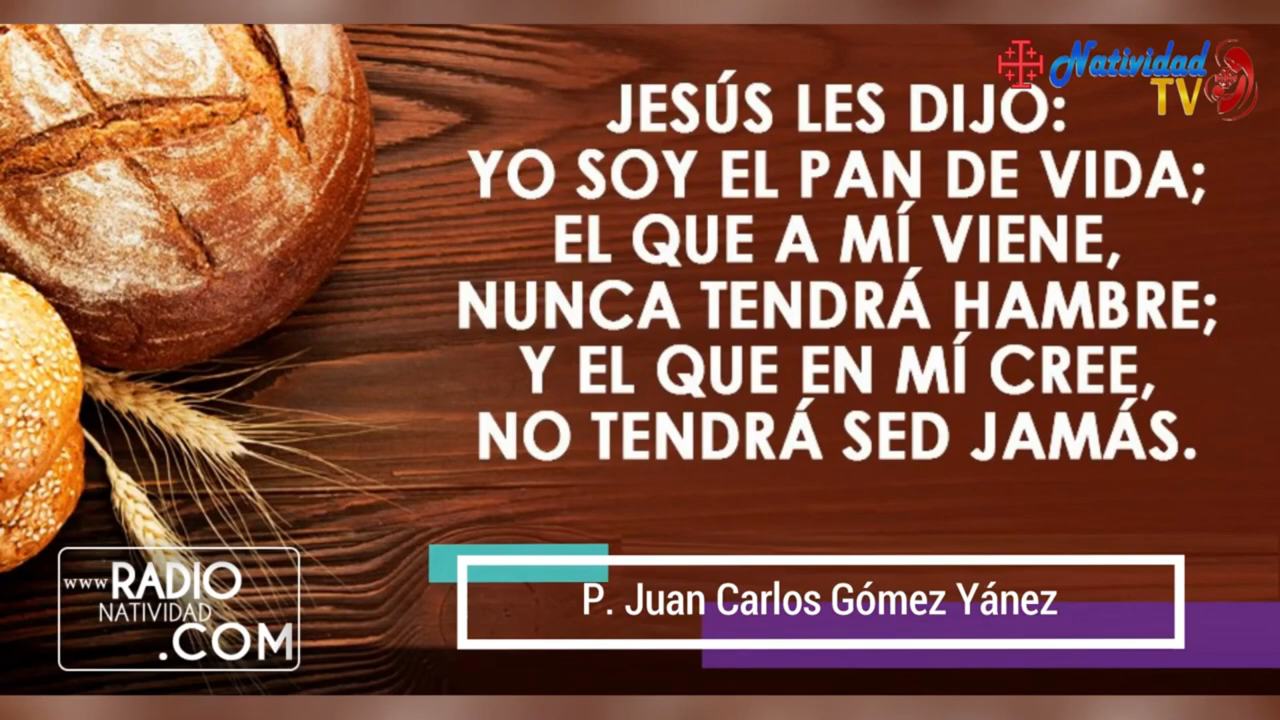 Natividad
TV
JESÚS LES DIJO:
YO SOY EL PAN DE VIDA;
EL QUE A MÍ VIENE,
NUNCA TENDRÁ HAMBRE;
Y EL QUE EN MÍ CREE,
NO TENDRÁ SED JAMÁS.
www RADIO
NATIVIDAD
.COM
P. Juan Carlos Gómez Yánez